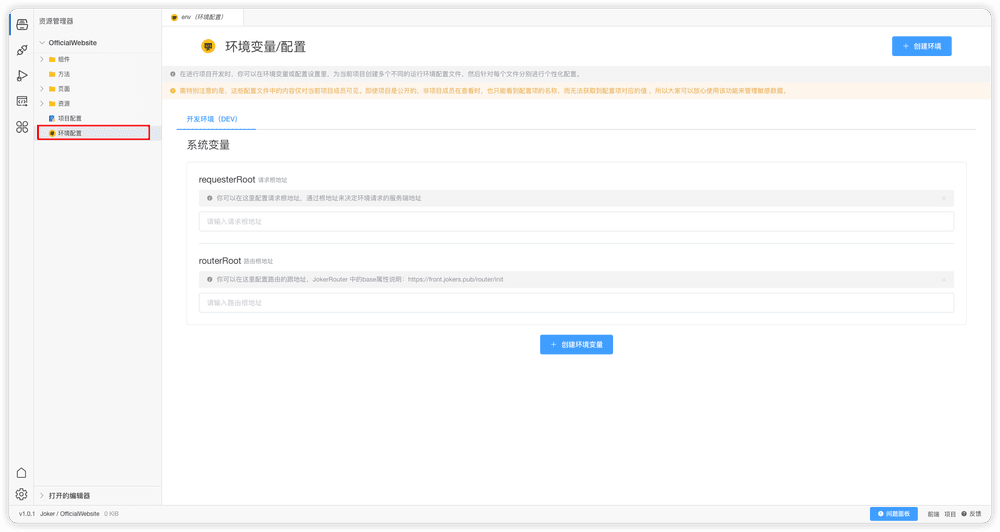 资源管理器
OfficialWebsite
组件
方法
页面
资源
项目配置
环境配置
打开的编辑器
env（环境配置）
环境变量/配置
创建环境
在进行项目开发时，你可以在环境变量或配置设置里，为当前项目创建多个不同的运行环境配置文件，然后针对每个文件分别进行个性化配置。
需特别注意的是，这些配置文件中的内容仅对当前项目成员可见。即使项目是公开的，非项目成员在查看时，也只能看到配置项的名称，而无法获取到配置项对应的值，所以大家可以放心使用该功能来管理敏感数据。
开发环境（DEV）
系统变量
requesterRoot 请求根地址
你可以在这里配置请求根地址，通过根地址来决定环境请求的服务端地址
请输入请求根地址
routerRoot 路由根地址
你可以在这里配置路由的跟地址，JokerRouter 中的base属性说明：https://front.jokers.pub/router/init
请输入路由根地址
创建环境变量
v1.0.1 Joker / OfficialWebsite 0 KiB
问题面板 前端 项目 反馈